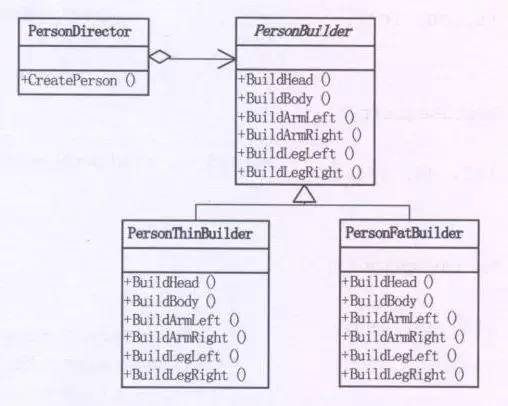 PersonDirector
+CreatePerson ()
PersonBuilder
+BuildHead ()
+BuildBody ()
+BuildArmLeft ()
+BuildArmRight ()
+BuildLegLeft ()
+BuildLegRight ()
PersonThinBuilder
+BuildHead ()
+BuildBody ()
+BuildArmLeft ()
+BuildArmRight ()
+BuildLegLeft ()
+BuildLegRight ()
PersonFatBuilder
+BuildHead ()
+BuildBody ()
+BuildArmLeft ()
+BuildArmRight ()
+BuildLegLeft ()
+BuildLegRight ()